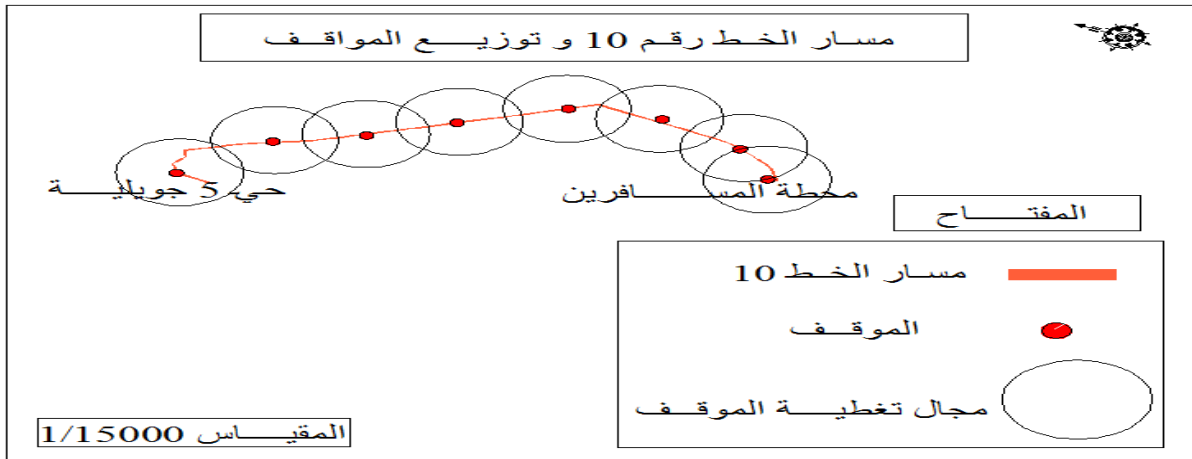 مسار الخط رقم 10 و توزيع المواقف
حي 5 جويلية
محطة المسافرين
المفتاح
مسار الخط 10
الموقف
مجال تغطية الموقف
المقياس 1/15000